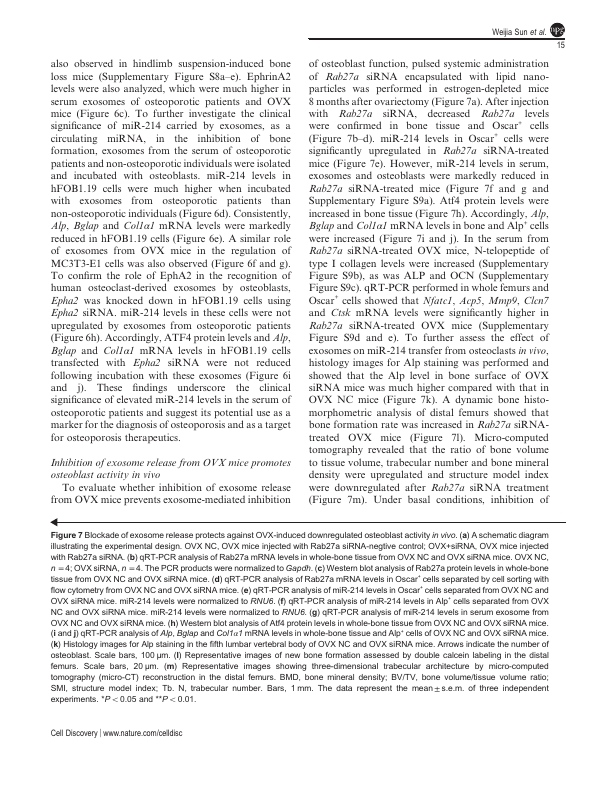 Weijia Sun et al.
npg
15
also observed in hindlimb suspension-induced bone
loss mice (Supplementary Figure S8a–e). EphrinA2
levels were also analyzed, which were much higher in
serum exosomes of osteoporotic patients and OVX
mice (Figure 6c). To further investigate the clinical
significance of miR-214 carried by exosomes, as a
circulating miRNA, in the inhibition of bone
formation, exosomes from the serum of osteoporotic
patients and non-osteoporotic individuals were isolated
and incubated with osteoblasts. miR-214 levels in
hFOB1.19 cells were much higher when incubated
with exosomes from osteoporotic patients than
non-osteoporotic individuals (Figure 6d). Consistently,
Alp, Bglap and Col1α1 mRNA levels were markedly
reduced in hFOB1.19 cells (Figure 6e). A similar role
of exosomes from OVX mice in the regulation of
MC3T3-E1 cells was also observed (Figure 6f and g).
To confirm the role of EphA2 in the recognition of
human osteoclast-derived exosomes by osteoblasts,
Epha2 was knocked down in hFOB1.19 cells using
Epha2 siRNA. miR-214 levels in these cells were not
upregulated by exosomes from osteoporotic patients
(Figure 6h). Accordingly, ATF4 protein levels and Alp,
Bglap and Col1α1 mRNA levels in hFOB1.19 cells
transfected with Epha2 siRNA were not reduced
following incubation with these exosomes (Figure 6i
and j). These findings underscore the clinical
significance of elevated miR-214 levels in the serum of
osteoporotic patients and suggest its potential use as a
marker for the diagnosis of osteoporosis and as a target
for osteoporosis therapeutics.
Inhibition of exosome release from OVX mice promotes
osteoblast activity in vivo
To evaluate whether inhibition of exosome release
from OVX mice prevents exosome-mediated inhibition
of osteoblast function, pulsed systemic administration
of Rab27a siRNA encapsulated with lipid nano-
particles was performed in estrogen-depleted mice
8 months after ovariectomy (Figure 7a). After injection
with Rab27a siRNA, decreased Rab27a levels
were confirmed in bone tissue and Oscar⁺ cells
(Figure 7b–d). miR-214 levels in Oscar⁺ cells were
significantly upregulated in Rab27a siRNA-treated
mice (Figure 7e). However, miR-214 levels in serum,
exosomes and osteoblasts were markedly reduced in
Rab27a siRNA-treated mice (Figure 7f and g and
Supplementary Figure S9a). Atf4 protein levels were
increased in bone tissue (Figure 7h). Accordingly, Alp,
Bglap and Col1α1 mRNA levels in bone and Alp⁺ cells
were increased (Figure 7i and j). In the serum from
Rab27a siRNA-treated OVX mice, N-telopeptide of
type I collagen levels were increased (Supplementary
Figure S9b), as was ALP and OCN (Supplementary
Figure S9c). qRT-PCR performed in whole femurs and
Oscar⁺ cells showed that Nfatc1, Acp5, Mmp9, Clcn7
and Ctsk mRNA levels were significantly higher in
Rab27a siRNA-treated OVX mice (Supplementary
Figure S9d and e). To further assess the effect of
exosomes on miR-214 transfer from osteoclasts in vivo,
histology images for Alp staining was performed and
showed that the Alp level in bone surface of OVX
siRNA mice was much higher compared with that in
OVX NC mice (Figure 7k). A dynamic bone histo-
morphometric analysis of distal femurs showed that
bone formation rate was increased in Rab27a siRNA-
treated OVX mice (Figure 7l). Micro-computed
tomography revealed that the ratio of bone volume
to tissue volume, trabecular number and bone mineral
density were upregulated and structure model index
were downregulated after Rab27a siRNA treatment
(Figure 7m). Under basal conditions, inhibition of
Figure 7 Blockade of exosome release protects against OVX-induced downregulated osteoblast activity in vivo. (a) A schematic diagram
illustrating the experimental design. OVX NC, OVX mice injected with Rab27a siRNA-negtive control; OVX+siRNA, OVX mice injected
with Rab27a siRNA. (b) qRT-PCR analysis of Rab27a mRNA levels in whole-bone tissue from OVX NC and OVX siRNA mice. OVX NC,
n = 4; OVX siRNA, n = 4. The PCR products were normalized to Gapdh. (c) Western blot analysis of Rab27a protein levels in whole-bone
tissue from OVX NC and OVX siRNA mice. (d) qRT-PCR analysis of Rab27a mRNA levels in Oscar⁺ cells separated by cell sorting with
flow cytometry from OVX NC and OVX siRNA mice. (e) qRT-PCR analysis of miR-214 levels in Oscar⁺ cells separated from OVX NC and
OVX siRNA mice. miR-214 levels were normalized to RNU6. (f) qRT-PCR analysis of miR-214 levels in Alp⁺ cells separated from OVX
NC and OVX siRNA mice. miR-214 levels were normalized to RNU6. (g) qRT-PCR analysis of miR-214 levels in serum exosome from
OVX NC and OVX siRNA mice. (h) Western blot analysis of Atf4 protein levels in whole-bone tissue from OVX NC and OVX siRNA mice.
(i and j) qRT-PCR analysis of Alp, Bglap and Col1α1 mRNA levels in whole-bone tissue and Alp⁺ cells of OVX NC and OVX siRNA mice.
(k) Histology images for Alp staining in the fifth lumbar vertebral body of OVX NC and OVX siRNA mice. Arrows indicate the number of
osteoblast. Scale bars, 100 μm. (l) Representative images of new bone formation assessed by double calcein labeling in the distal
femurs. Scale bars, 20 μm. (m) Representative images showing three-dimensional trabecular architecture by micro-computed
tomography (micro-CT) reconstruction in the distal femurs. BMD, bone mineral density; BV/TV, bone volume/tissue volume ratio;
SMI, structure model index; Tb. N, trabecular number. Bars, 1 mm. The data represent the mean ± s.e.m. of three independent
experiments. *P < 0.05 and **P < 0.01.
Cell Discovery | www.nature.com/celldisc